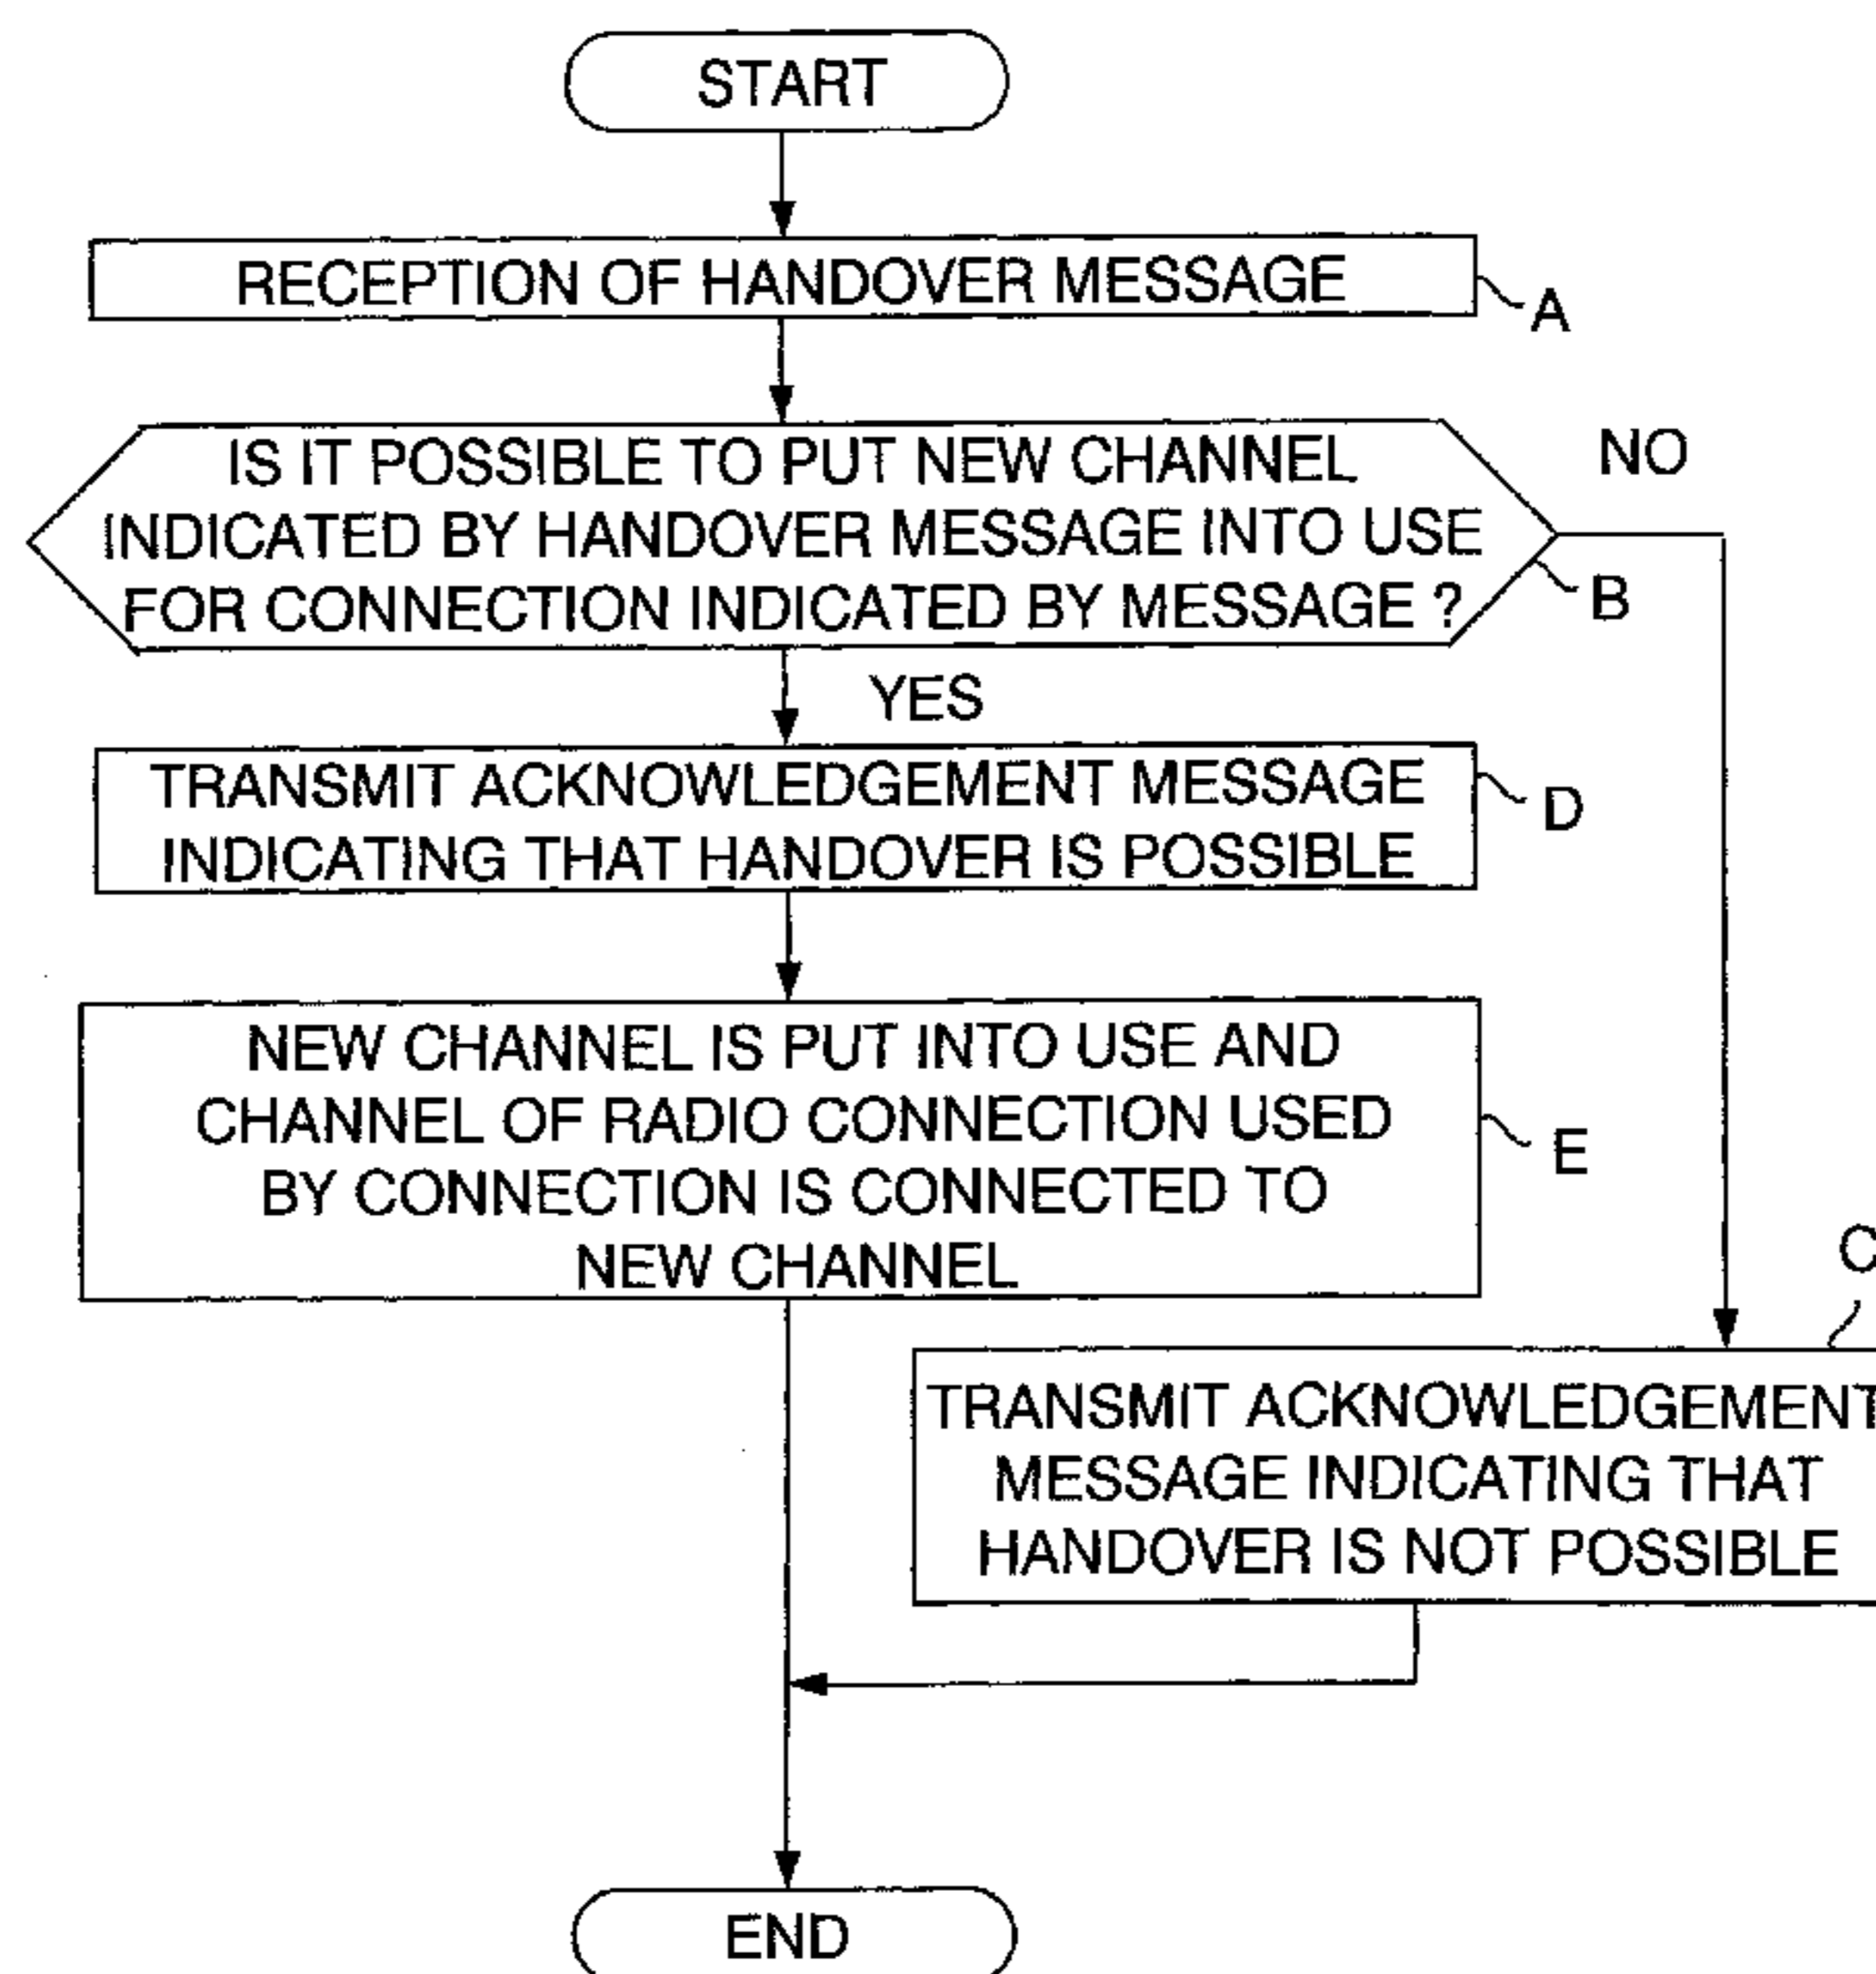 START
RECEPTION OF HANDOVER MESSAGE
A
IS IT POSSIBLE TO PUT NEW CHANNEL
INDICATED BY HANDOVER MESSAGE INTO USE
FOR CONNECTION INDICATED BY MESSAGE ?
NO
B
YES
TRANSMIT ACKNOWLEDGEMENT MESSAGE
INDICATING THAT HANDOVER IS POSSIBLE
D
NEW CHANNEL IS PUT INTO USE AND
CHANNEL OF RADIO CONNECTION USED
BY CONNECTION IS CONNECTED TO
NEW CHANNEL
E
C
TRANSMIT ACKNOWLEDGEMENT
MESSAGE INDICATING THAT
HANDOVER IS NOT POSSIBLE
END